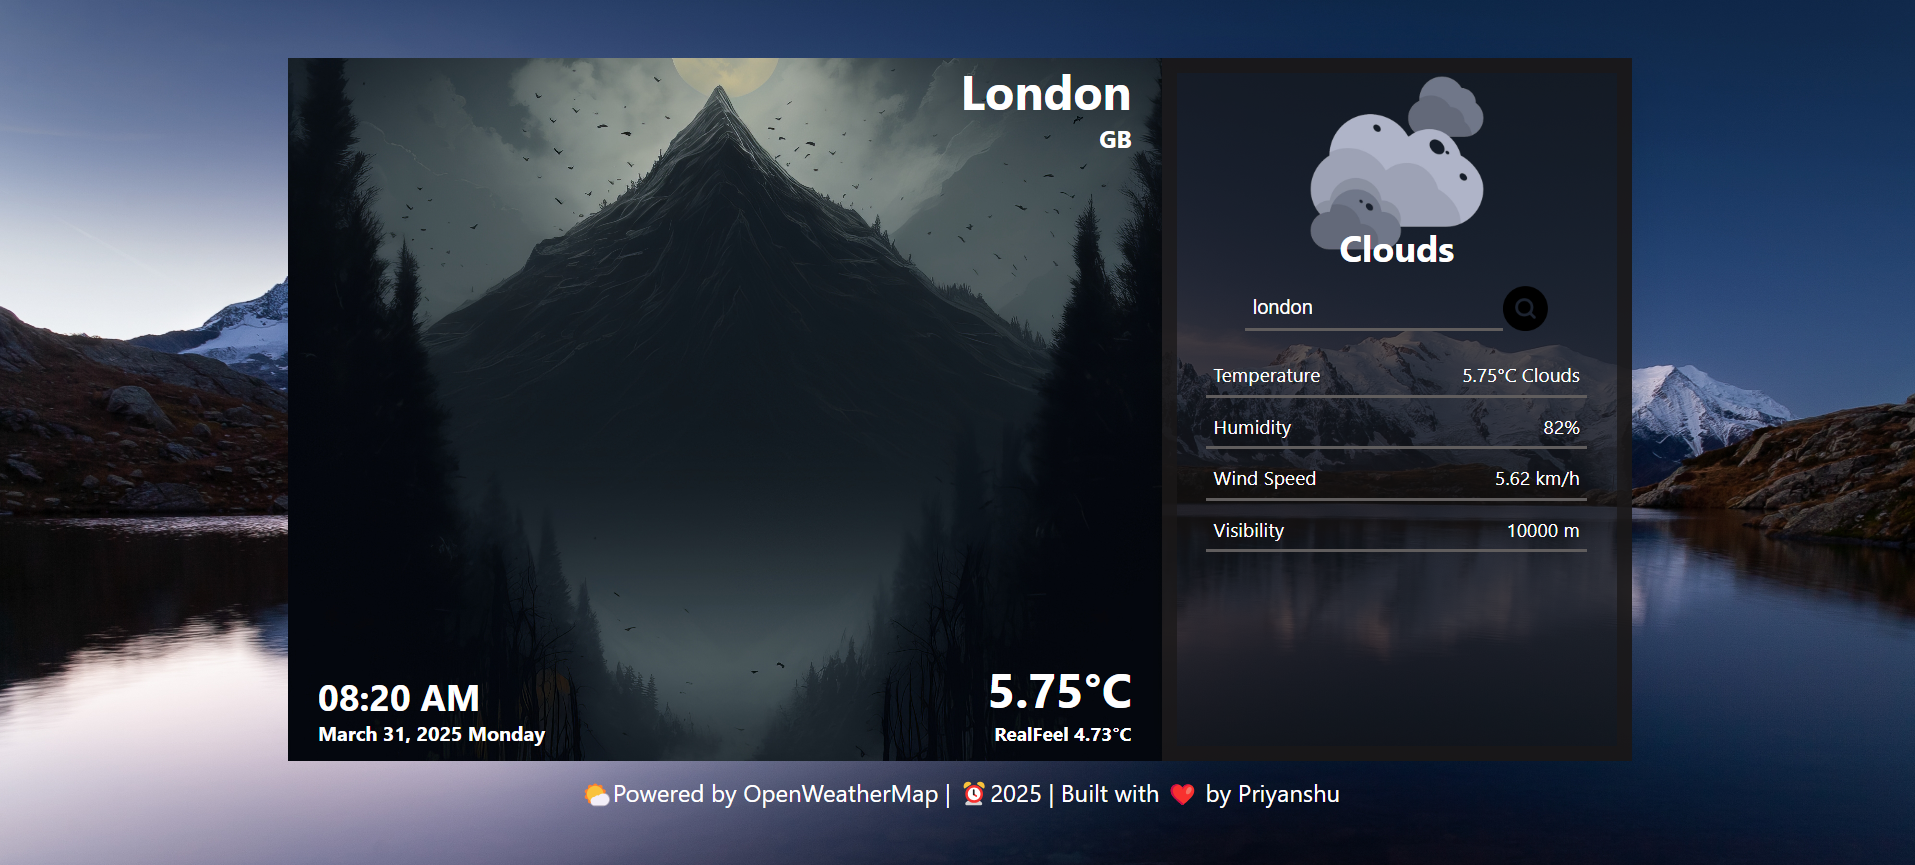 London
GB
08:20 AM
March 31, 2025 Monday
5.75°C
RealFeel 4.73°C
Clouds
london
Temperature 5.75°C Clouds
Humidity 82%
Wind Speed 5.62 km/h
Visibility 10000 m
🌤️Powered by OpenWeatherMap | ⏰2025 | Built with ❤️ by Priyanshu